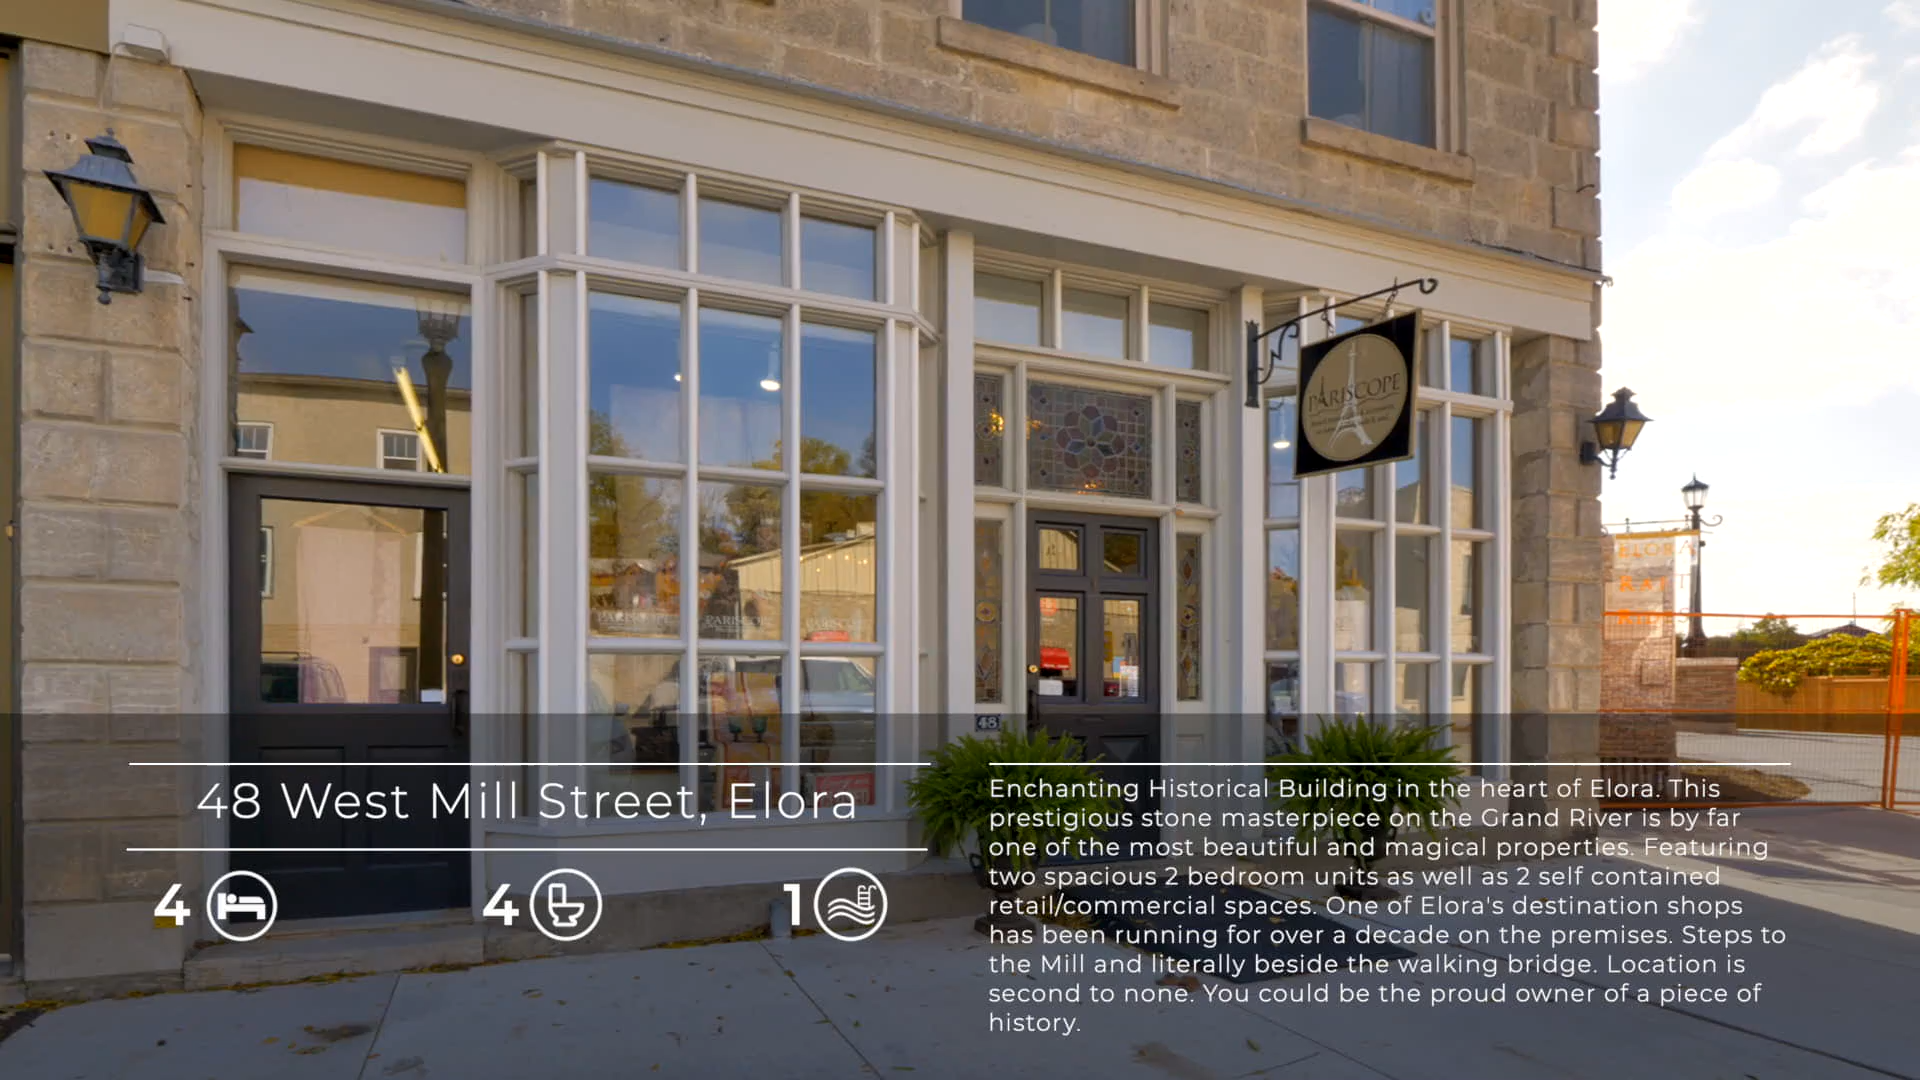 PARISCOPE
ELORA
PARISCOPE
PARISCOPE
48
48 West Mill Street, Elora
4
4
1
Enchanting Historical Building in the heart of Elora. This
prestigious stone masterpiece on the Grand River is by far
one of the most beautiful and magical properties. Featuring
two spacious 2 bedroom units as well as 2 self contained
retail/commercial spaces. One of Elora's destination shops
has been running for over a decade on the premises. Steps to
the Mill and literally beside the walking bridge. Location is
second to none. You could be the proud owner of a piece of
history.